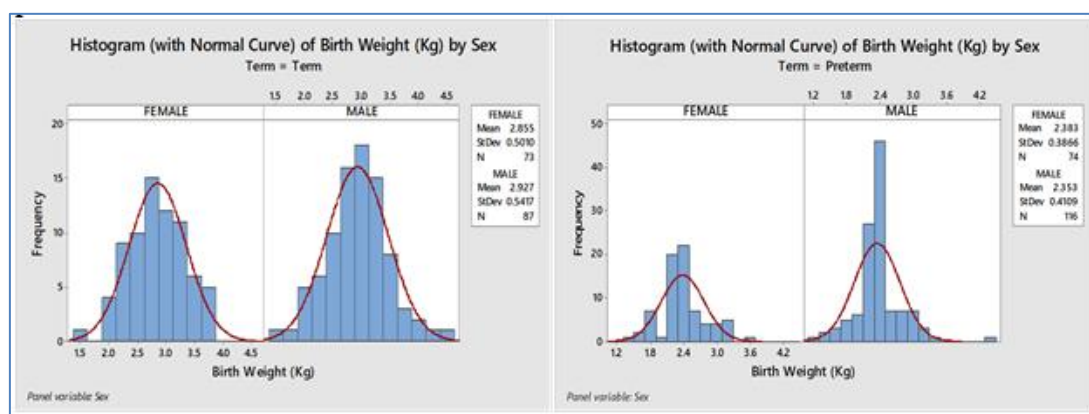 Histogram (with Normal Curve) of Birth Weight (Kg) by Sex
Term = Term
1.5 2.0 2.5 3.0 3.5 4.0 4.5
FEMALE MALE
20
15
10
5
0
Frequency
1.5 2.0 2.5 3.0 3.5 4.0 4.5
Birth Weight (Kg)
Panel variable: Sex
FEMALE
Mean 2.855
StDev 0.5010
N 73
MALE
Mean 2.927
StDev 0.5417
N 87
Histogram (with Normal Curve) of Birth Weight (Kg) by Sex
Term = Preterm
1.2 1.8 2.4 3.0 3.6 4.2
FEMALE MALE
50
40
30
20
10
0
Frequency
1.2 1.8 2.4 3.0 3.6 4.2
Birth Weight (Kg)
Panel variable: Sex
FEMALE
Mean 2.383
StDev 0.3866
N 74
MALE
Mean 2.353
StDev 0.4109
N 116